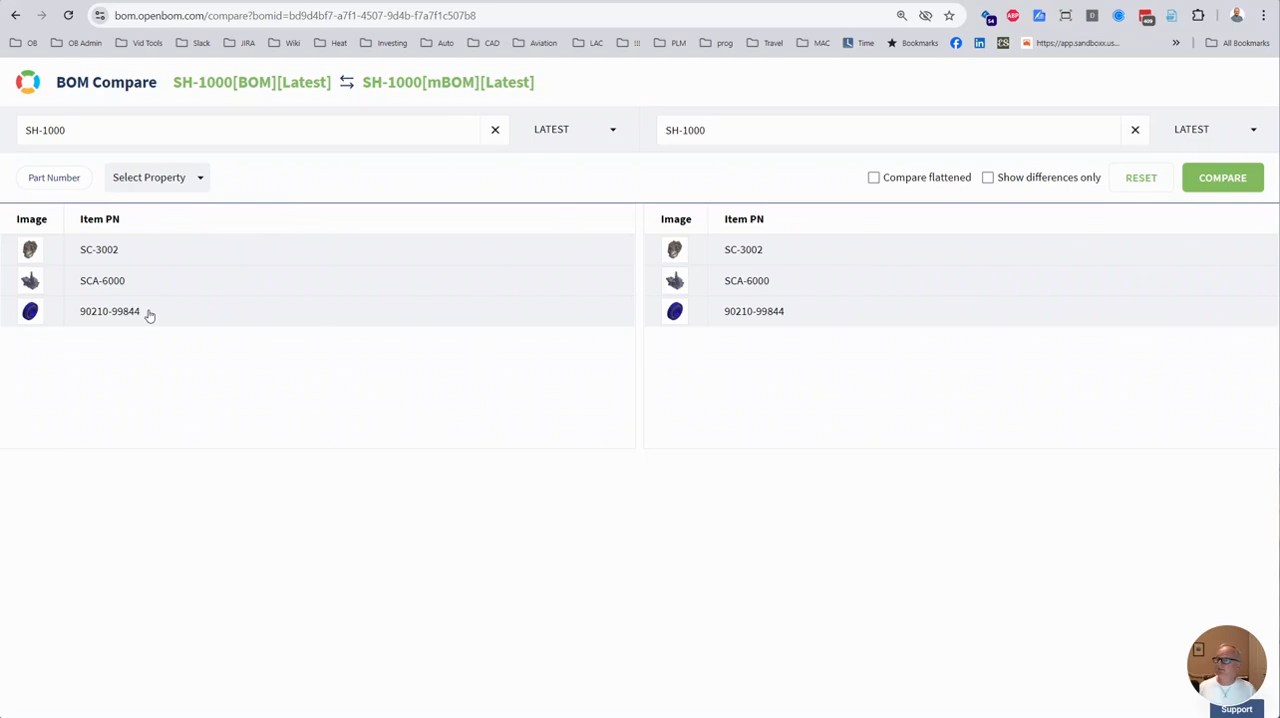 bom.openbom.com/compare?bomid=bd9d4bf7-a7f1-4507-9d4b-f7a7f1c507b8
OB OB Admin Vid Tools Slack JIRA Wiki Heat Investing Auto CAD Aviation LAC !!! PLM prog Travel MAC Time Bookmarks https://app.sandboxx.us... » All Bookmarks
BOM Compare SH-1000[BOM][Latest] SH-1000[mBOM][Latest]
SH-1000 LATEST SH-1000 LATEST
Part Number Select Property Compare flattened Show differences only RESET COMPARE
Image Item PN Image Item PN
SC-3002 SC-3002
SCA-6000 SCA-6000
90210-99844 90210-99844
Support